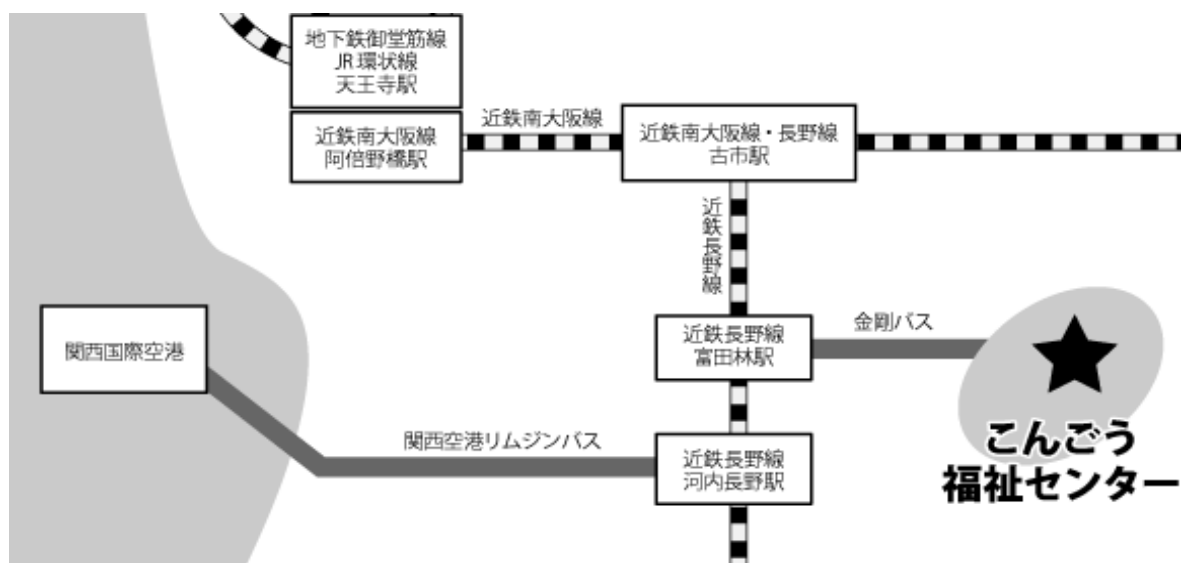 地下鉄御堂筋線
JR環状線
天王寺駅
近鉄南大阪線
阿倍野橋駅
近鉄南大阪線
近鉄南大阪線・長野線
古市駅
近鉄長野線
関西国際空港
近鉄長野線
富田林駅
金剛バス
こんごう
福祉センター
関西空港リムジンバス
近鉄長野線
河内長野駅